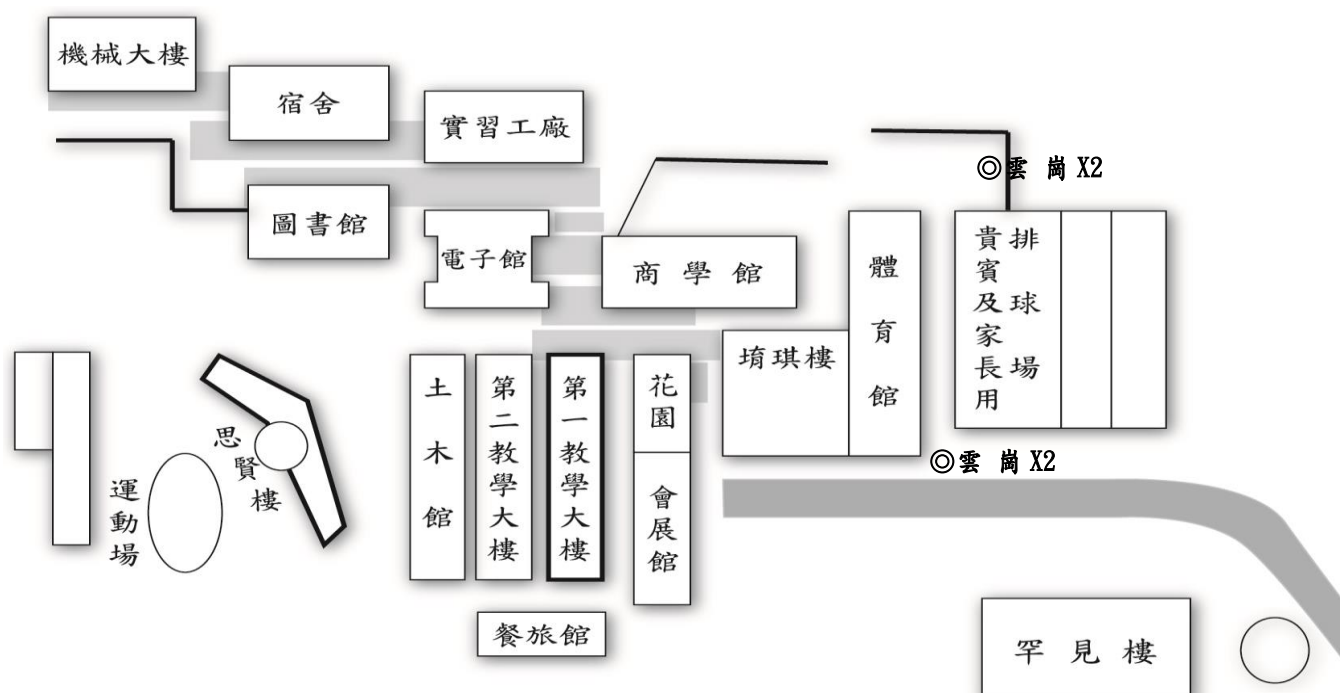 機械大樓
宿舍
實習工廠
◎雲 崗 X2
圖書館
電子館
商學館
體育館
貴賓及家長用
排球場
堉琪樓
土木館
第二教學大樓
第一教學大樓
花園
會展館
思賢樓
運動場
◎雲 崗 X2
餐旅館
罕見樓